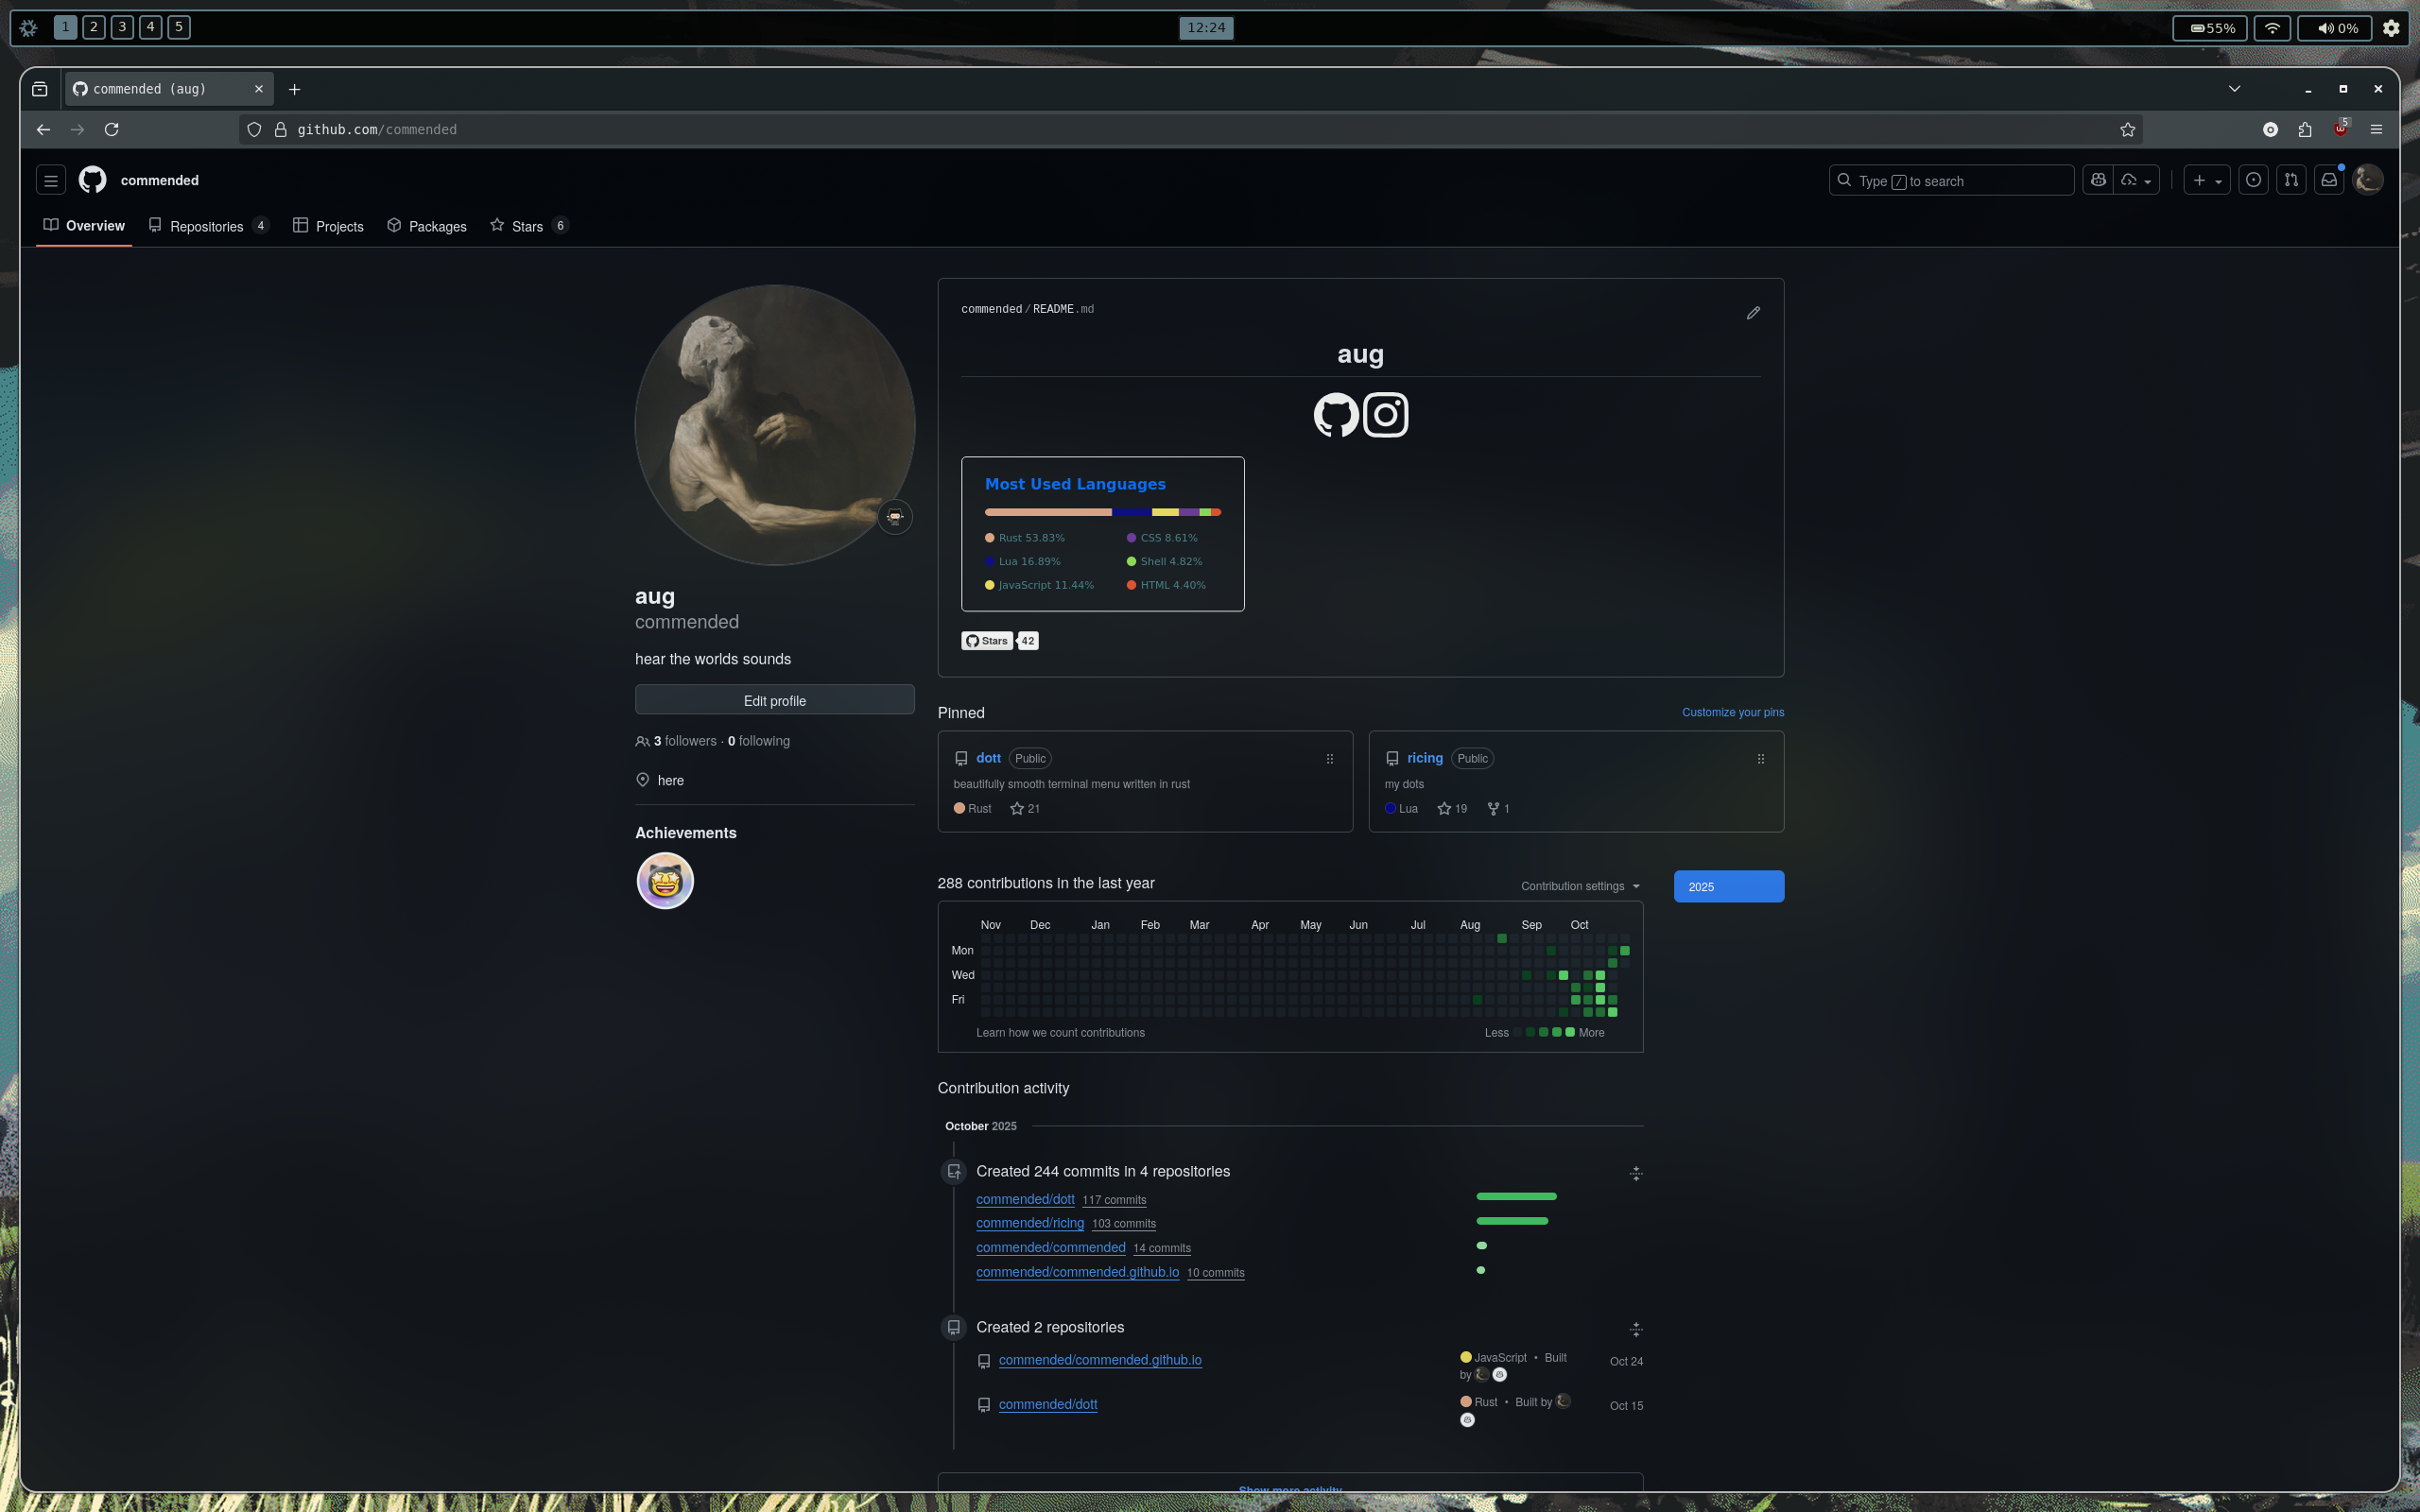 1 2 3 4 5
12:24
55%
0%
commended (aug)
github.com/commended
5
commended
Type / to search
Overview
Repositories 4
Projects
Packages
Stars 6
commended/README.md
aug
Most Used Languages
Rust 53.83%
CSS 8.61%
Lua 16.89%
Shell 4.82%
JavaScript 11.44%
HTML 4.40%
Stars 42
aug
commended
hear the worlds sounds
Edit profile
3 followers · 0 following
here
Achievements
Pinned
Customize your pins
dott Public
beautifully smooth terminal menu written in rust
Rust 21
ricing Public
my dots
Lua 19 1
288 contributions in the last year
Contribution settings
2025
Nov Dec Jan Feb Mar Apr May Jun Jul Aug Sep Oct
Mon
Wed
Fri
Learn how we count contributions
Less More
Contribution activity
October 2025
Created 244 commits in 4 repositories
commended/dott 117 commits
commended/ricing 103 commits
commended/commended 14 commits
commended/commended.github.io 10 commits
Created 2 repositories
commended/commended.github.io
JavaScript • Built
by
Oct 24
commended/dott
Rust • Built by
Oct 15
Show more activity